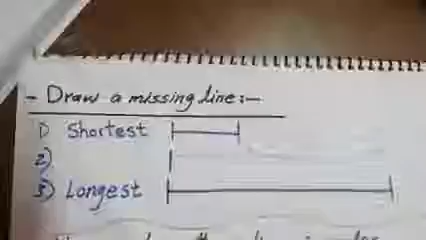 - Draw a missing line:-
1) Shortest
2)
3) Longest